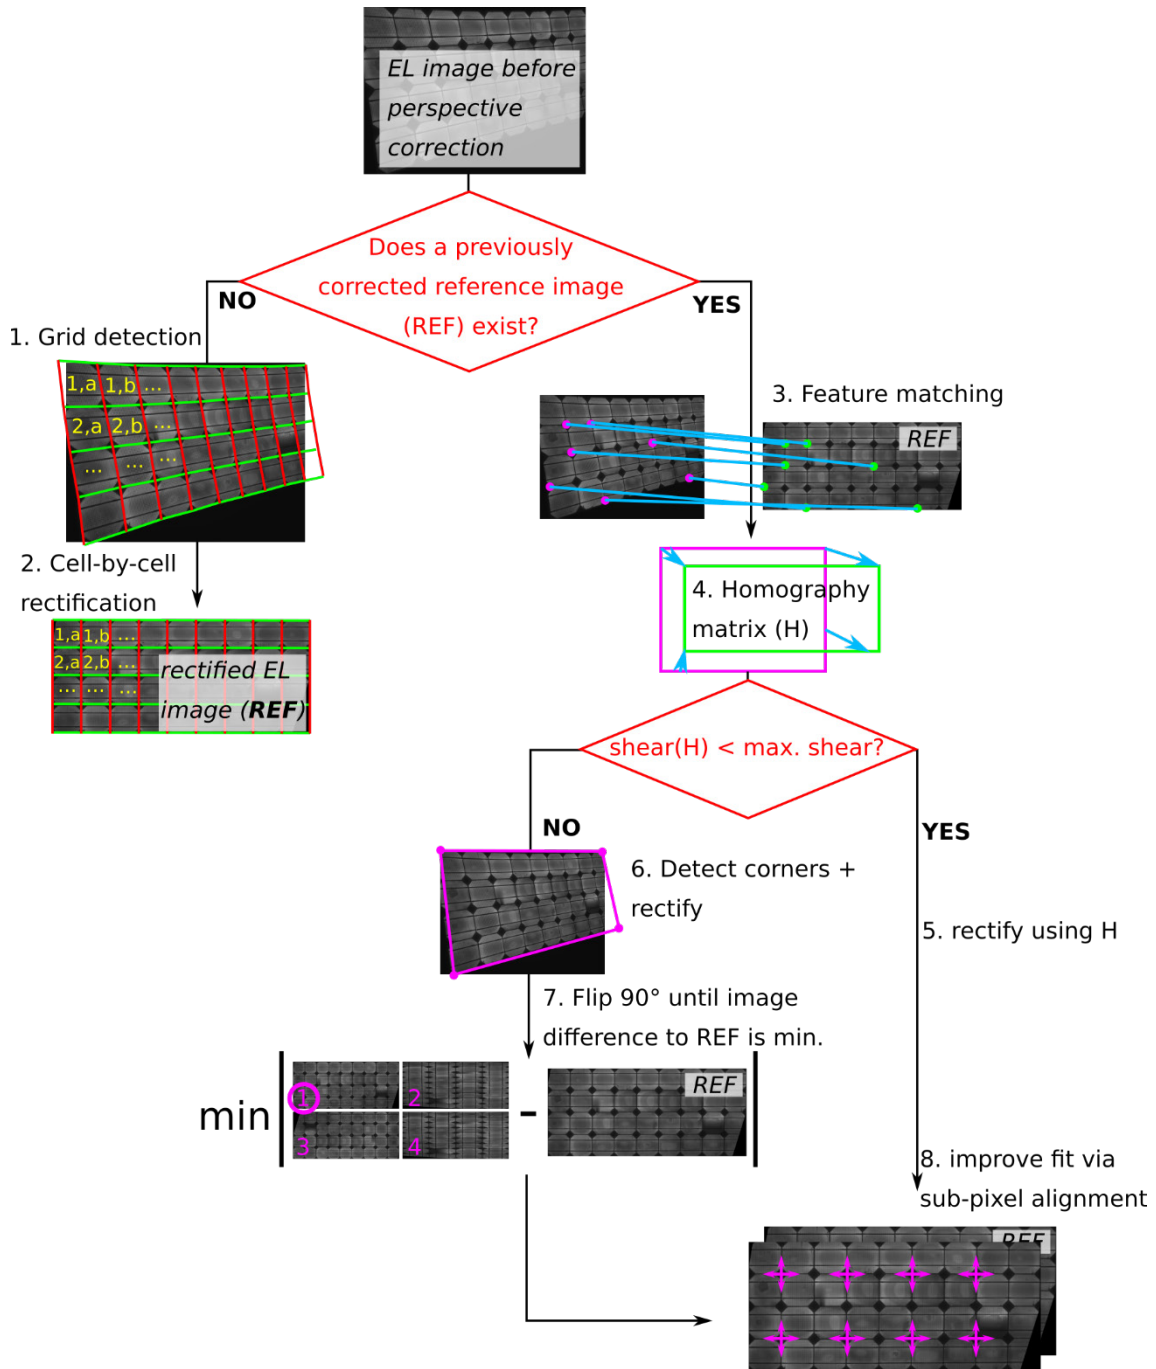 EL image before
perspective
correction
Does a previously
corrected reference image
(REF) exist?
NO
YES
1. Grid detection
1,a 1,b ...
2,a 2,b ...
... ... ...
3. Feature matching
REF
2. Cell-by-cell
rectification
1,a 1,b ...
2,a 2,b ...
... ... ...
rectified EL
image (REF)
4. Homography
matrix (H)
shear(H) < max. shear?
NO
YES
6. Detect corners +
rectify
5. rectify using H
7. Flip 90° until image
difference to REF is min.
min
1
2
3
4
-
REF
8. improve fit via
sub-pixel alignment
REF